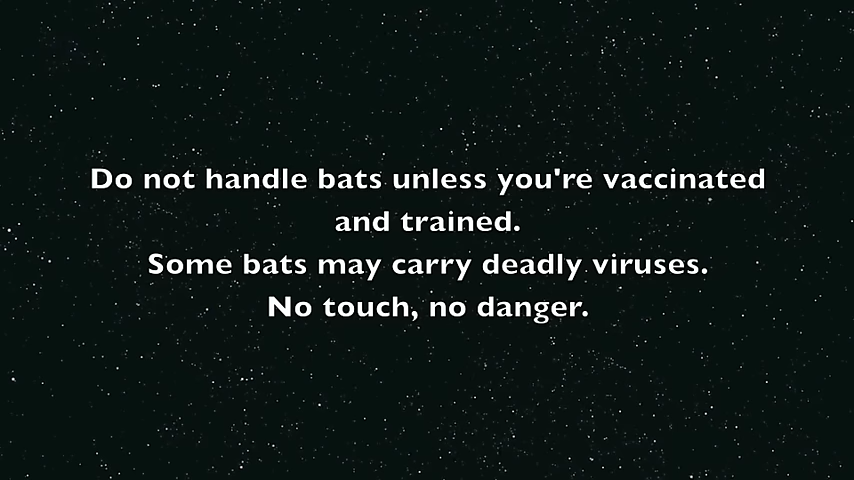 Do not handle bats unless you're vaccinated
and trained.
Some bats may carry deadly viruses.
No touch, no danger.